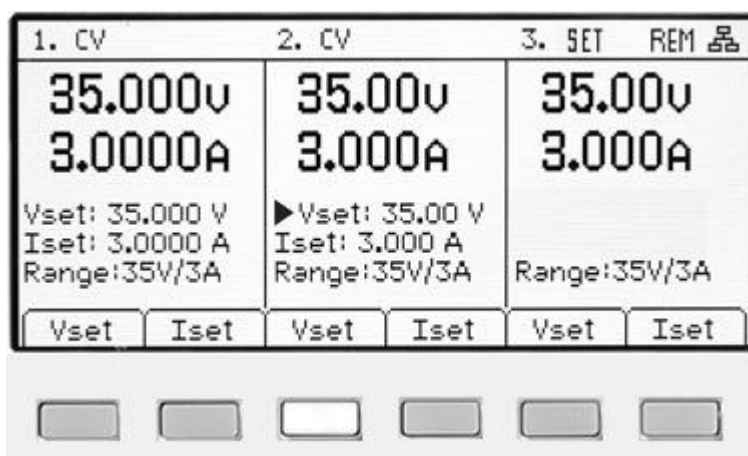 1. CV 2. CV 3. SET REM
35.000V 35.00V 35.00V
3.0000A 3.000A 3.000A
Vset: 35.000 V ▶Vset: 35.00 V
Iset: 3.0000 A Iset: 3.000 A
Range:35V/3A Range:35V/3A Range:35V/3A
Vset Iset Vset Iset Vset Iset